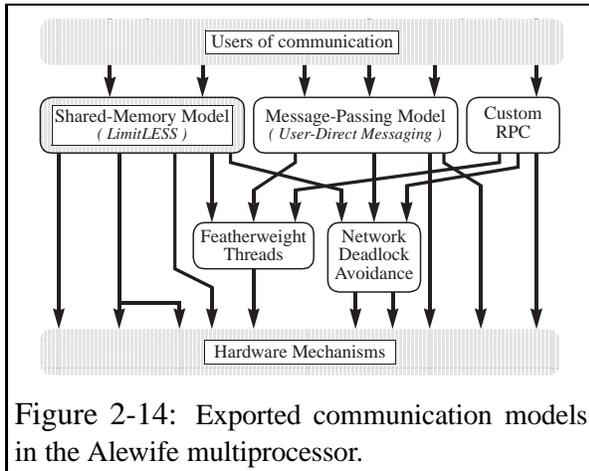 Users of communication
Shared-Memory Model
( LimitLESS )
Message-Passing Model
( User-Direct Messaging )
Custom
RPC
Featherweight
Threads
Network
Deadlock
Avoidance
Hardware Mechanisms
Figure 2-14: Exported communication models
in the Alewife multiprocessor.